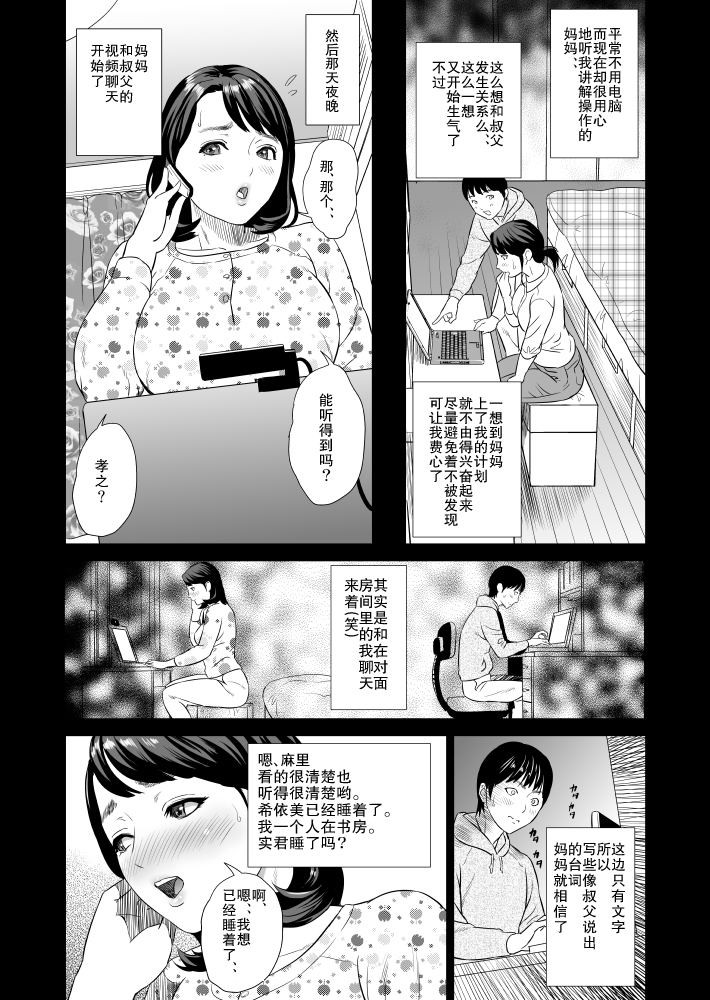 平常不用电脑
而现在却很用心
地听我讲解操作的
妈妈、
这么想和叔父
发生关系么、
这么一想
又开始生气了
不过
一想到妈妈
上了我的计划
就不由得兴奋起来
尽量避免着不被发现
可让我费心了
然后那天夜晚
妈妈
和叔父的
视频聊天
开始了
那、那个、、
能听得到吗？
孝之？
其实是和在对面
房间里的我聊天
来着(笑)
这边只有文字
所以
写些像叔父说出
的台词
妈妈就相信了
カタ
カタ
カタ
カタ
嗯、麻里
看的很清楚也
听得很清楚哟。
希依美已经睡着了。
我一个人在书房。
实君睡了吗？
啊、
嗯、、我想
已经睡着了、、